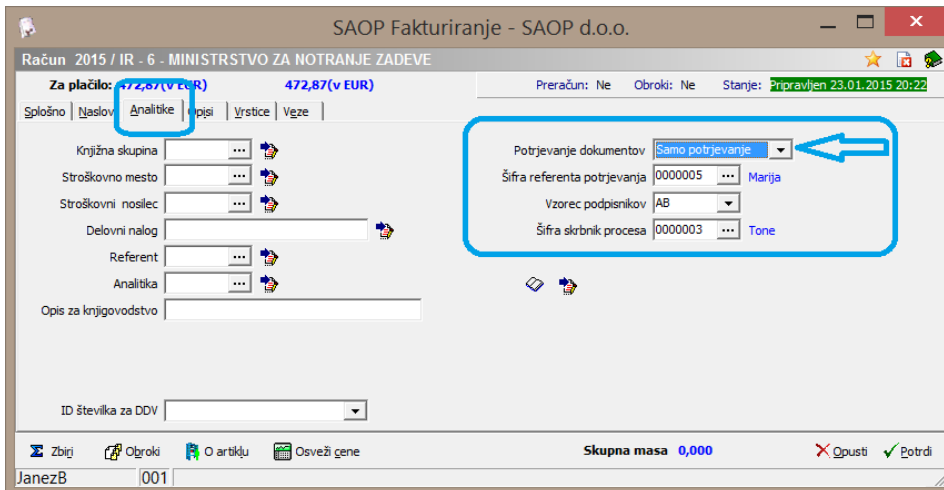 SAOP Fakturiranje - SAOP d.o.o.
Račun 2015 / IR - 6 - MINISTRSTVO ZA NOTRANJE ZADEVE
Za plačilo: 472,87(v EUR) 472,87(v EUR) Preračun: Ne Obroki: Ne Stanje: Pripravljen 23.01.2015 20:22
Splošno Naslov Analitike Opisi Vrstice Veze
Knjižna skupina ... Potrjevanje dokumentov Samo potrjevanje
Stroškovno mesto ... Šifra referenta potrjevanja 0000005 ... Marija
Stroškovni nosilec ... Vzorec podpisnikov AB
Delovni nalog Šifra skrbnik procesa 0000003 ... Tone
Referent ...
Analitika ...
Opis za knjigovodstvo
ID številka za DDV
Zbirj Obroki O artiklu Osveži cene Skupna masa 0,000 Opusti Potrdi
JanezB 001